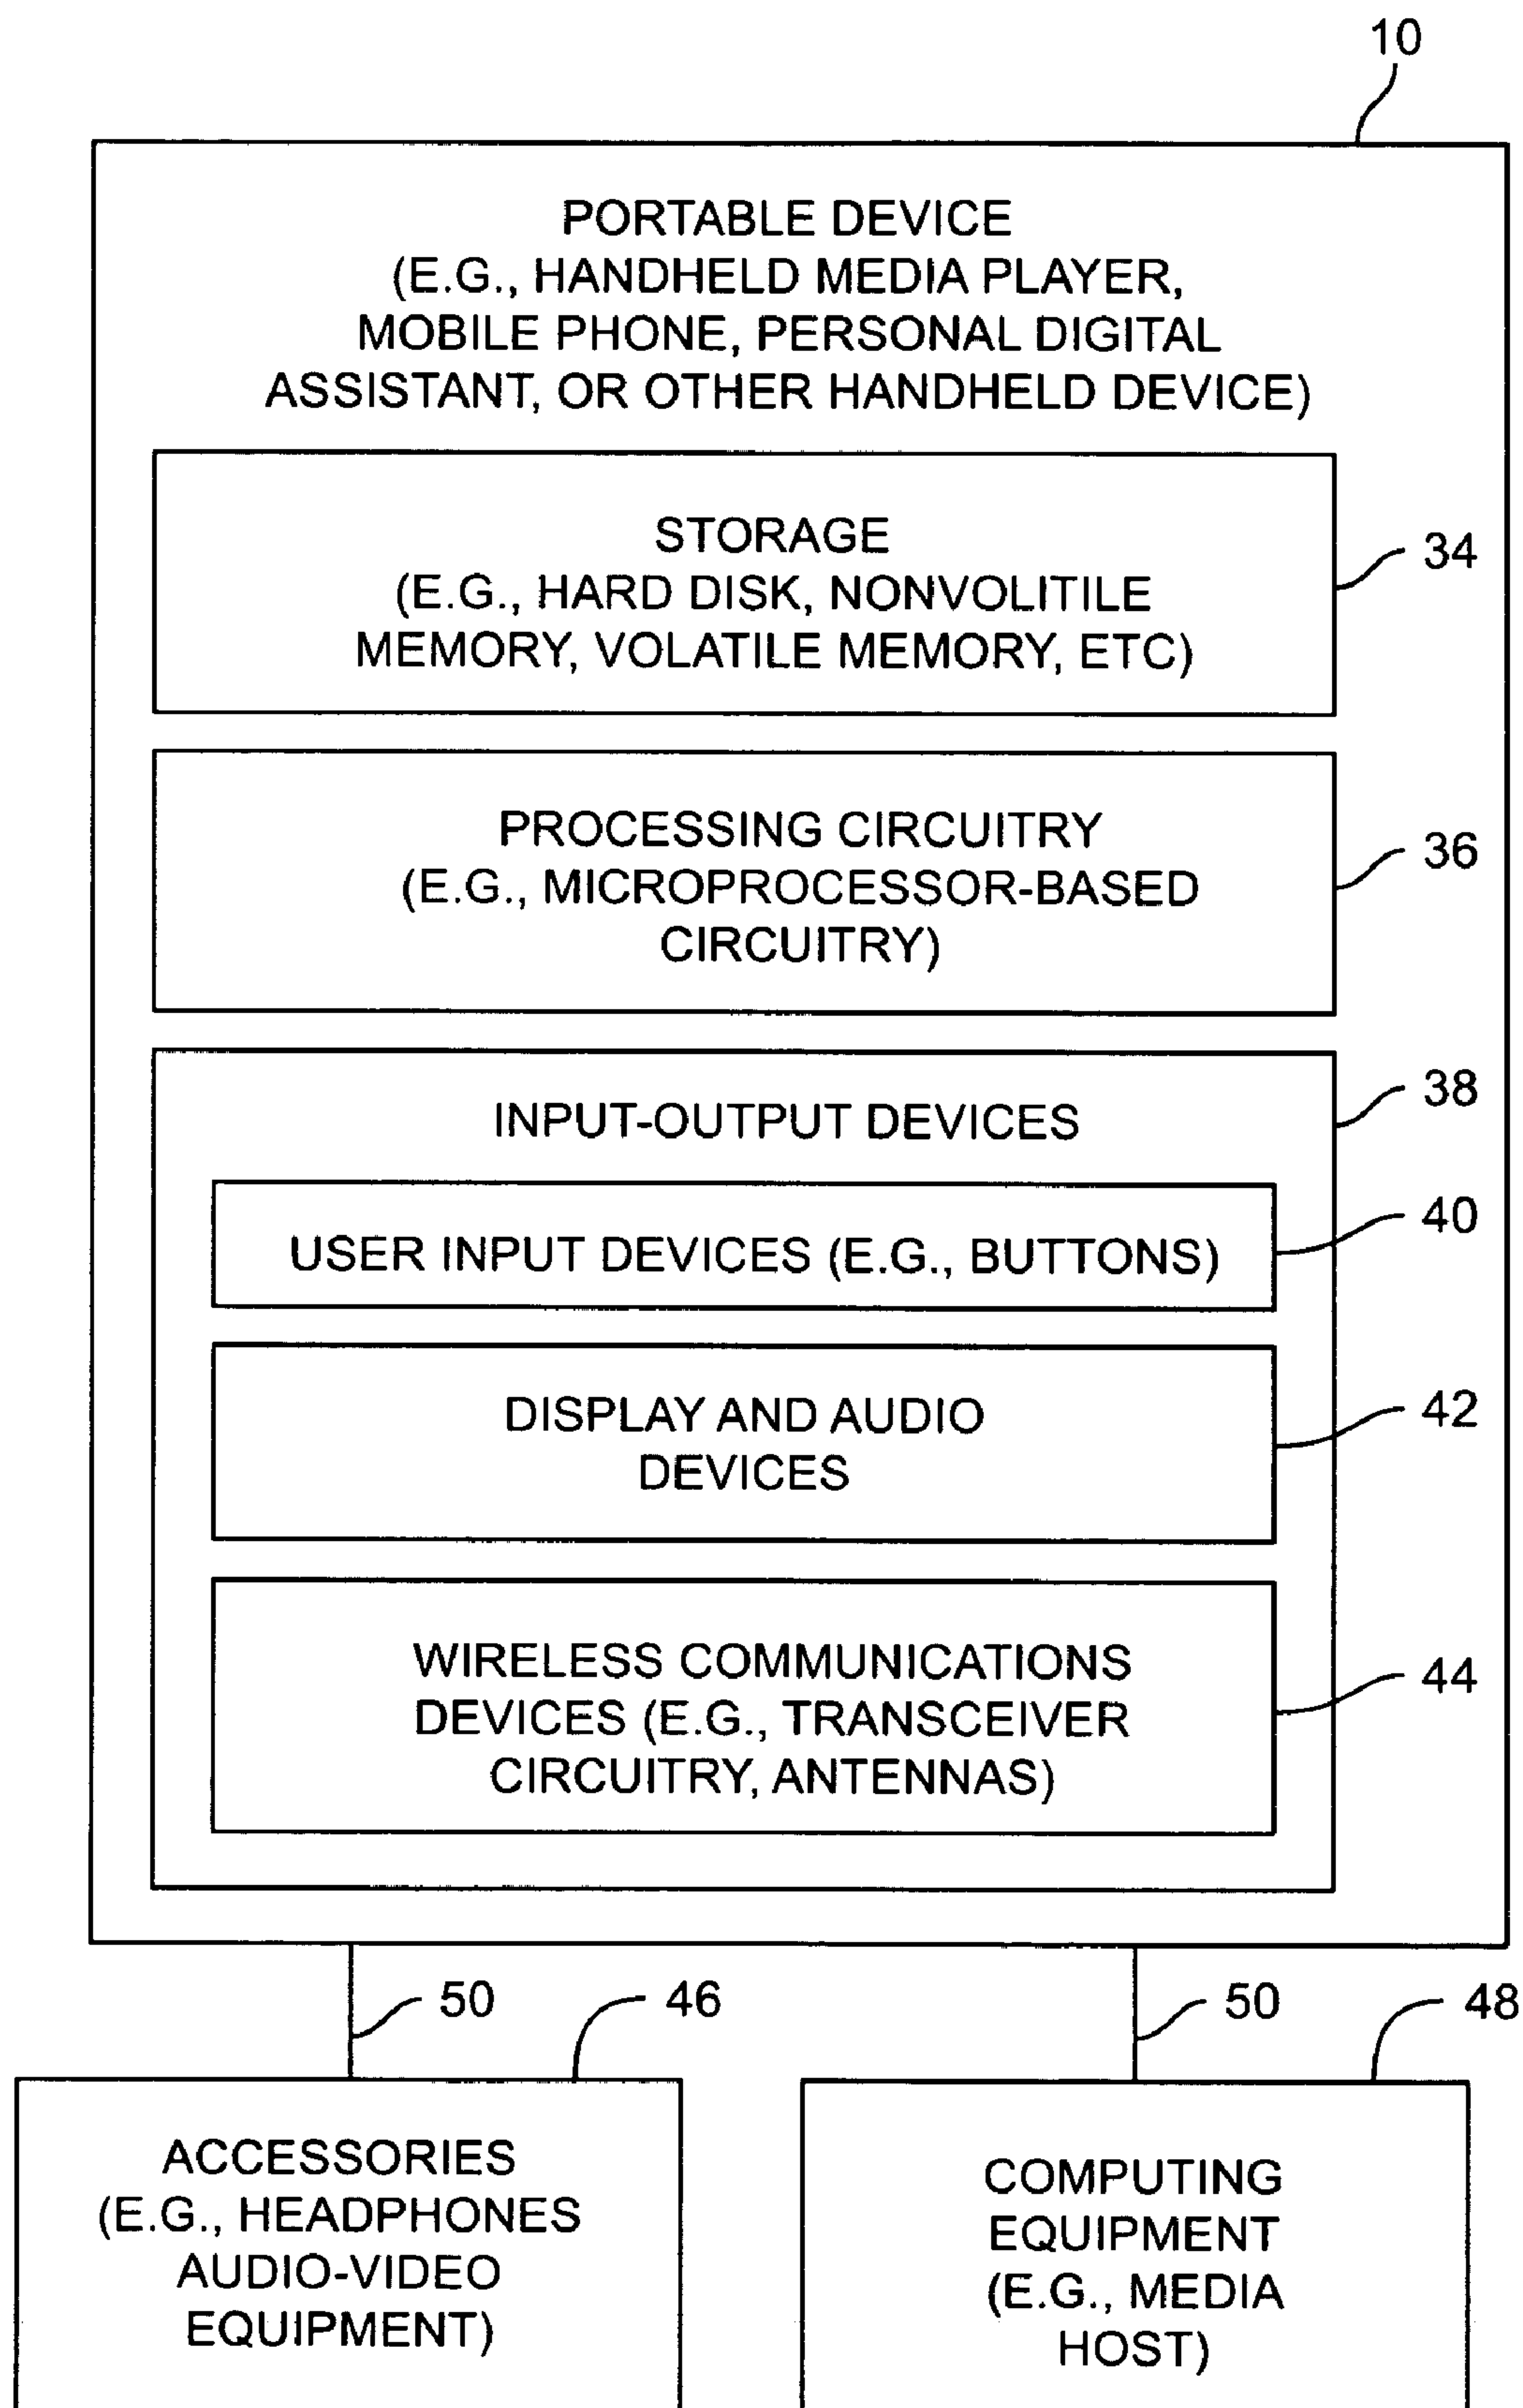 10
PORTABLE DEVICE
(E.G., HANDHELD MEDIA PLAYER,
MOBILE PHONE, PERSONAL DIGITAL
ASSISTANT, OR OTHER HANDHELD DEVICE)
STORAGE
(E.G., HARD DISK, NONVOLITILE
MEMORY, VOLATILE MEMORY, ETC)
34
PROCESSING CIRCUITRY
(E.G., MICROPROCESSOR-BASED
CIRCUITRY)
36
INPUT-OUTPUT DEVICES
38
USER INPUT DEVICES (E.G., BUTTONS)
40
DISPLAY AND AUDIO
DEVICES
42
WIRELESS COMMUNICATIONS
DEVICES (E.G., TRANSCEIVER
CIRCUITRY, ANTENNAS)
44
50
46
50
48
ACCESSORIES
(E.G., HEADPHONES
AUDIO-VIDEO
EQUIPMENT)
COMPUTING
EQUIPMENT
(E.G., MEDIA
HOST)